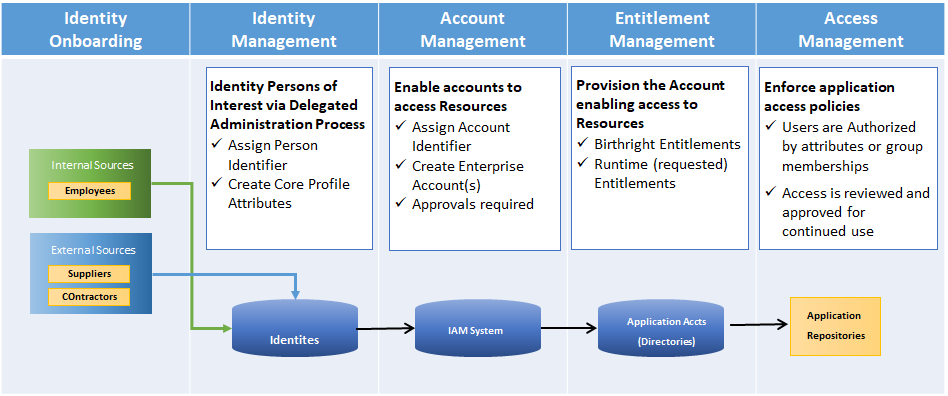 Identity
Onboarding
Identity
Management
Account
Management
Entitlement
Management
Access
Management
Internal Sources
Employees
External Sources
Suppliers
COntractors
Identity Persons of
Interest via Delegated
Administration Process
✓ Assign Person
Identifier
✓ Create Core Profile
Attributes
Enable accounts to
access Resources
✓ Assign Account
Identifier
✓ Create Enterprise
Account(s)
✓ Approvals required
Provision the Account
enabling access to
Resources
✓ Birthright Entitlements
✓ Runtime (requested)
Entitlements
Enforce application
access policies
✓ Users are Authorized
by attributes or group
memberships
✓ Access is reviewed and
approved for
continued use
Identites
IAM System
Application Accts
(Directories)
Application
Repositories